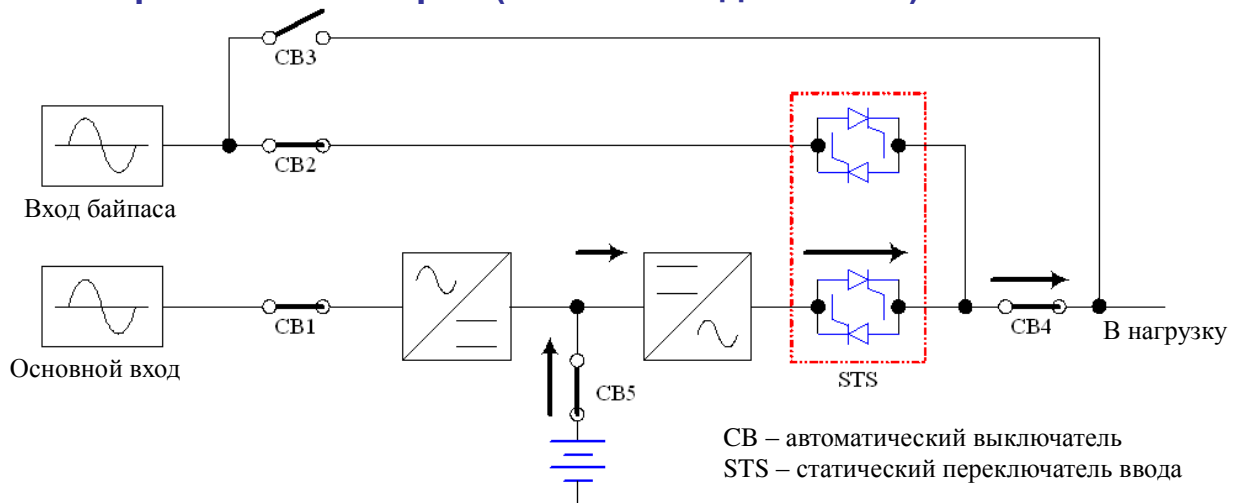 CB3
CB2
Вход байпаса
CB1
CB4
В нагрузку
Основной вход
CB5
STS
CB – автоматический выключатель
STS – статический переключатель ввода